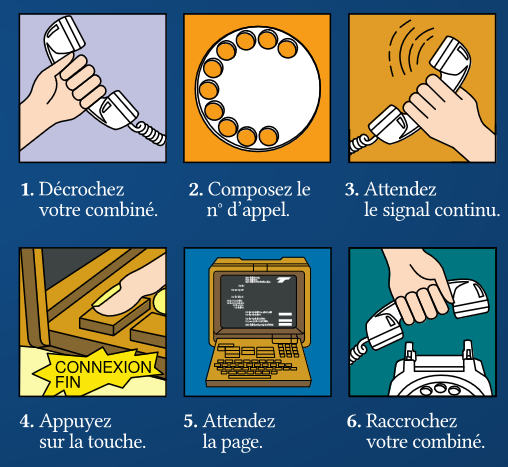 1. Décrochez
votre combiné.
2. Composez le
n° d’appel.
3. Attendez
le signal continu.
CONNEXION
FIN
4. Appuyez
sur la touche.
5. Attendez
la page.
6. Raccrochez
votre combiné.